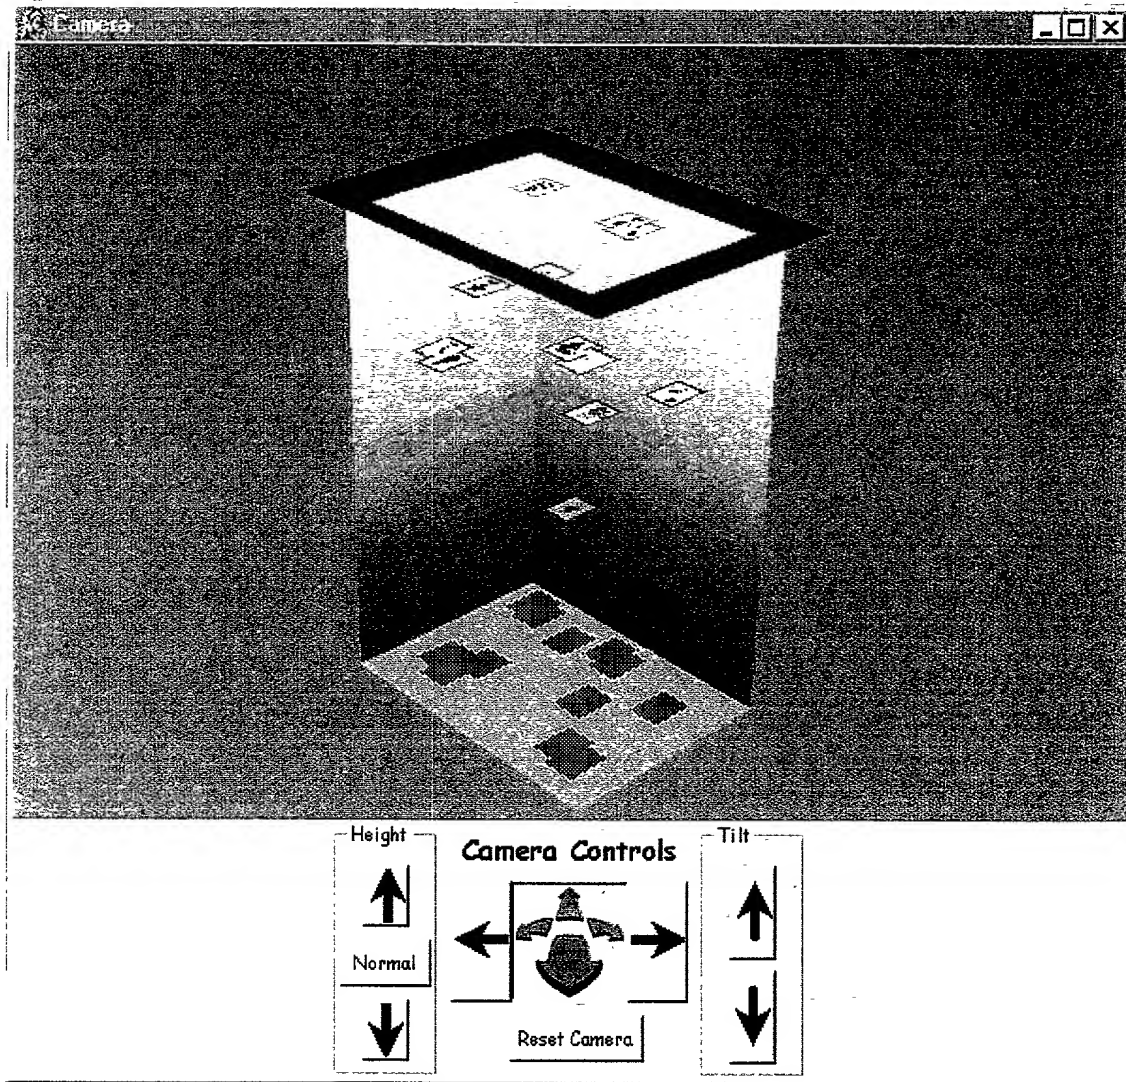 Camera
Height
Camera Controls
Tilt
Normal
Reset Camera